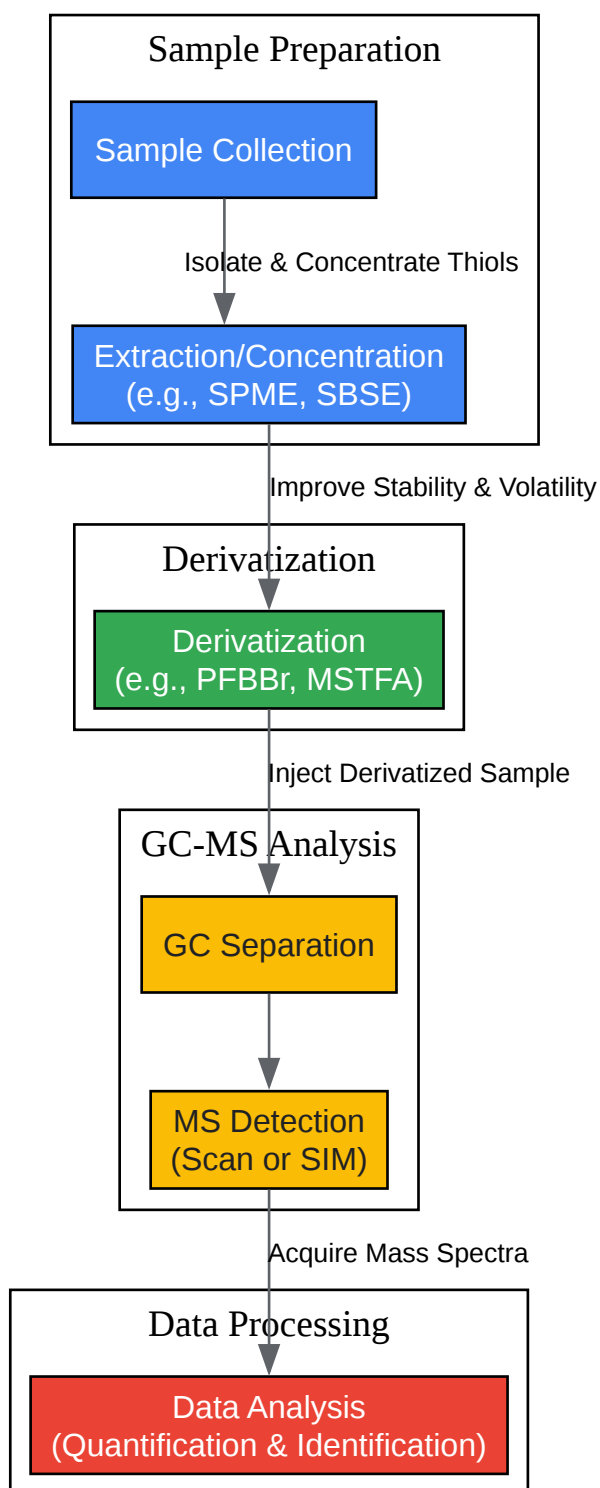 Sample Preparation
Sample Collection
Isolate & Concentrate Thiols
Extraction/Concentration
(e.g., SPME, SBSE)
Improve Stability & Volatility
Derivatization
Derivatization
(e.g., PFBBr, MSTFA)
Inject Derivatized Sample
GC-MS Analysis
GC Separation
MS Detection
(Scan or SIM)
Acquire Mass Spectra
Data Processing
Data Analysis
(Quantification & Identification)